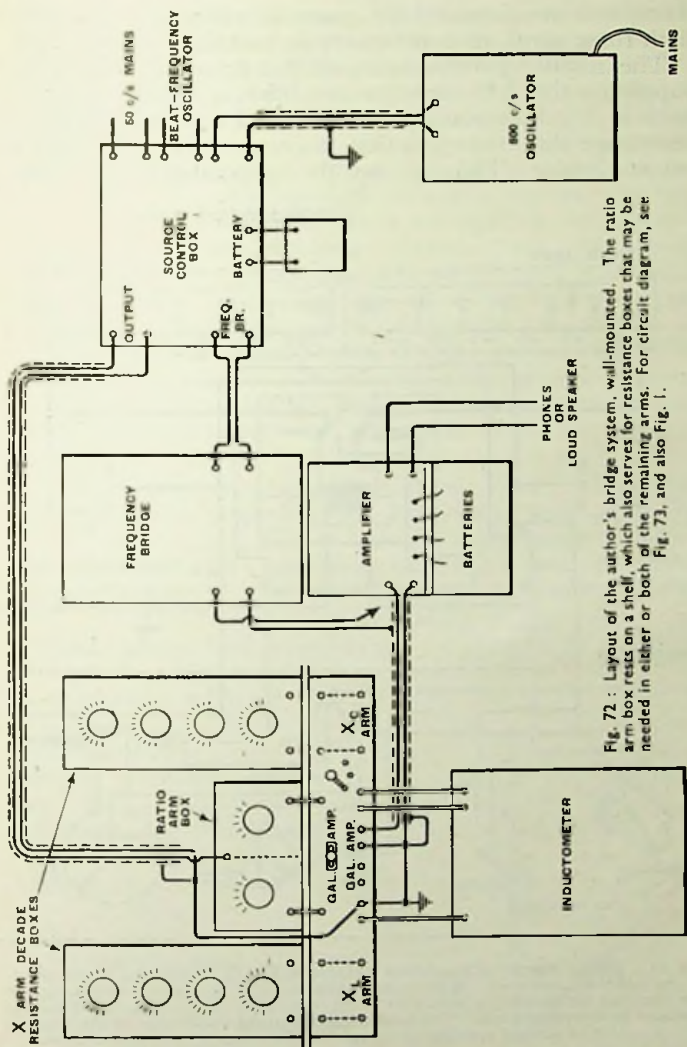 X ARM DECADE
RESISTANCE BOXES
RATIO
ARM
BOX
GAL. AMP.
GAL. AMP.
X_L
ARM
X_C
ARM
INDUCTOMETER
FREQUENCY
BRIDGE
AMPLIFIER
BATTERIES
PHONES
OR
LOUD SPEAKER
OUTPUT
SOURCE
CONTROL
BOX
FREQ.
BR.
BATTERY
50 c/s MAINS
BEAT-FREQUENCY
OSCILLATOR
800 c/s
OSCILLATOR
MAINS
Fig. 72 : Layout of the author's bridge system, wall-mounted. The ratio
arm box rests on a shelf, which also serves for resistance boxes that may be
needed in either or both of the remaining arms. For circuit diagram, see
Fig. 73, and also Fig. 1.